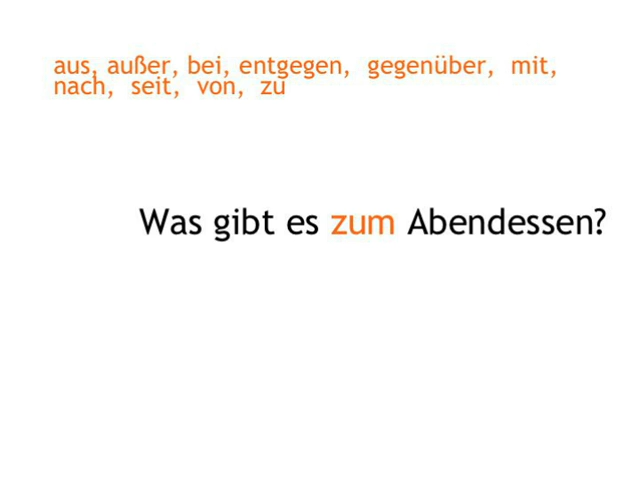 aus, außer, bei, entgegen, gegenüber, mit,
nach, seit, von, zu
Was gibt es zum Abendessen?